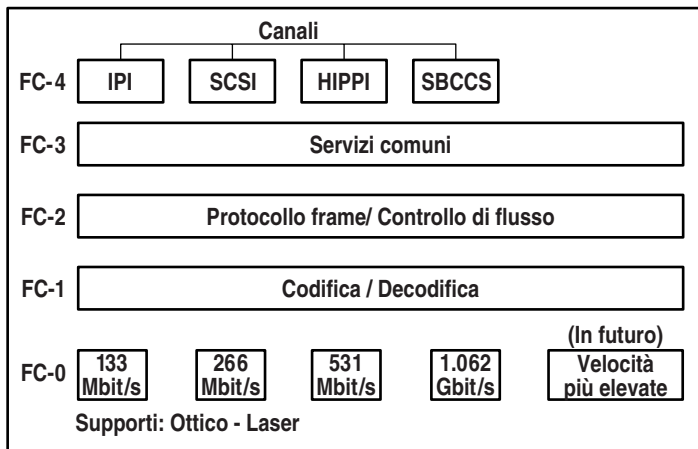 Canali
FC-4 IPI SCSI HIPPI SBCCS
FC-3 Servizi comuni
FC-2 Protocollo frame/ Controllo di flusso
FC-1 Codifica / Decodifica
(In futuro)
FC-0 133 Mbit/s 266 Mbit/s 531 Mbit/s 1.062 Gbit/s Velocità più elevate
Supporti: Ottico - Laser